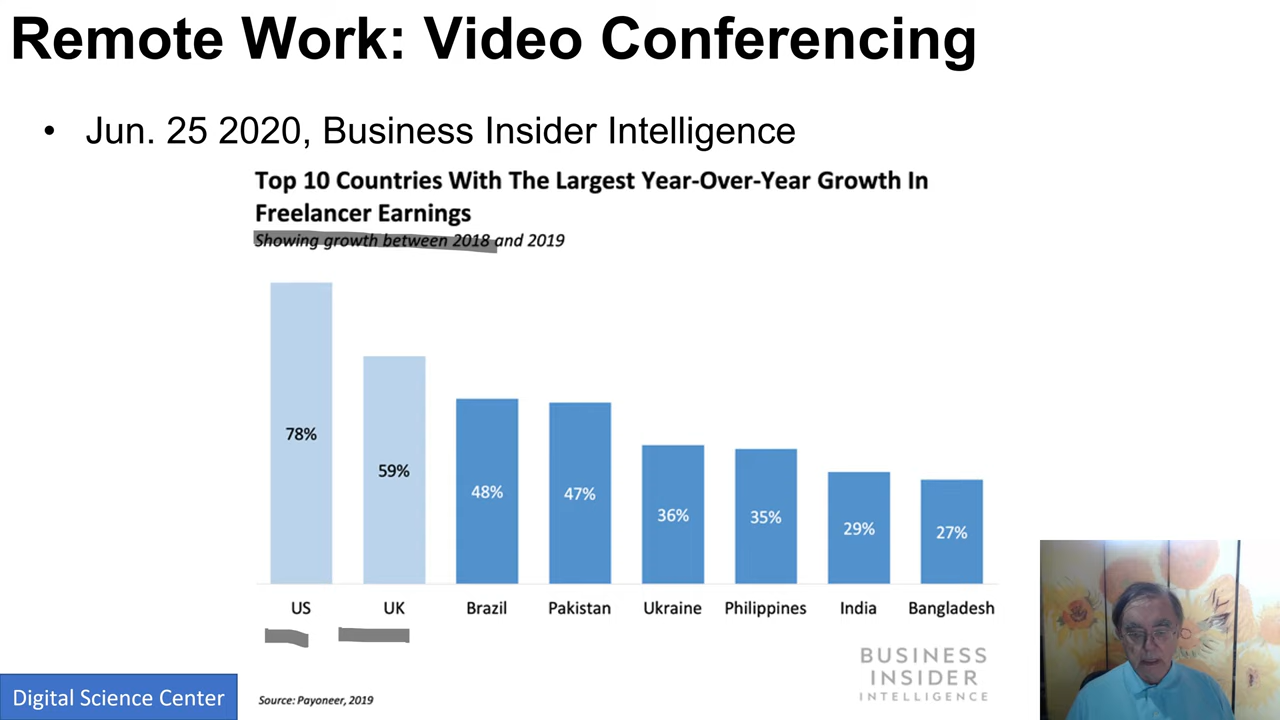 Remote Work: Video Conferencing
• Jun. 25 2020, Business Insider Intelligence
Top 10 Countries With The Largest Year-Over-Year Growth In
Freelancer Earnings
Showing growth between 2018 and 2019
78%
59%
48%
47%
36%
35%
29%
27%
US UK Brazil Pakistan Ukraine Philippines India Bangladesh
BUSINESS
INSIDER
INTELLIGENCE
Digital Science Center
Source: Payoneer, 2019